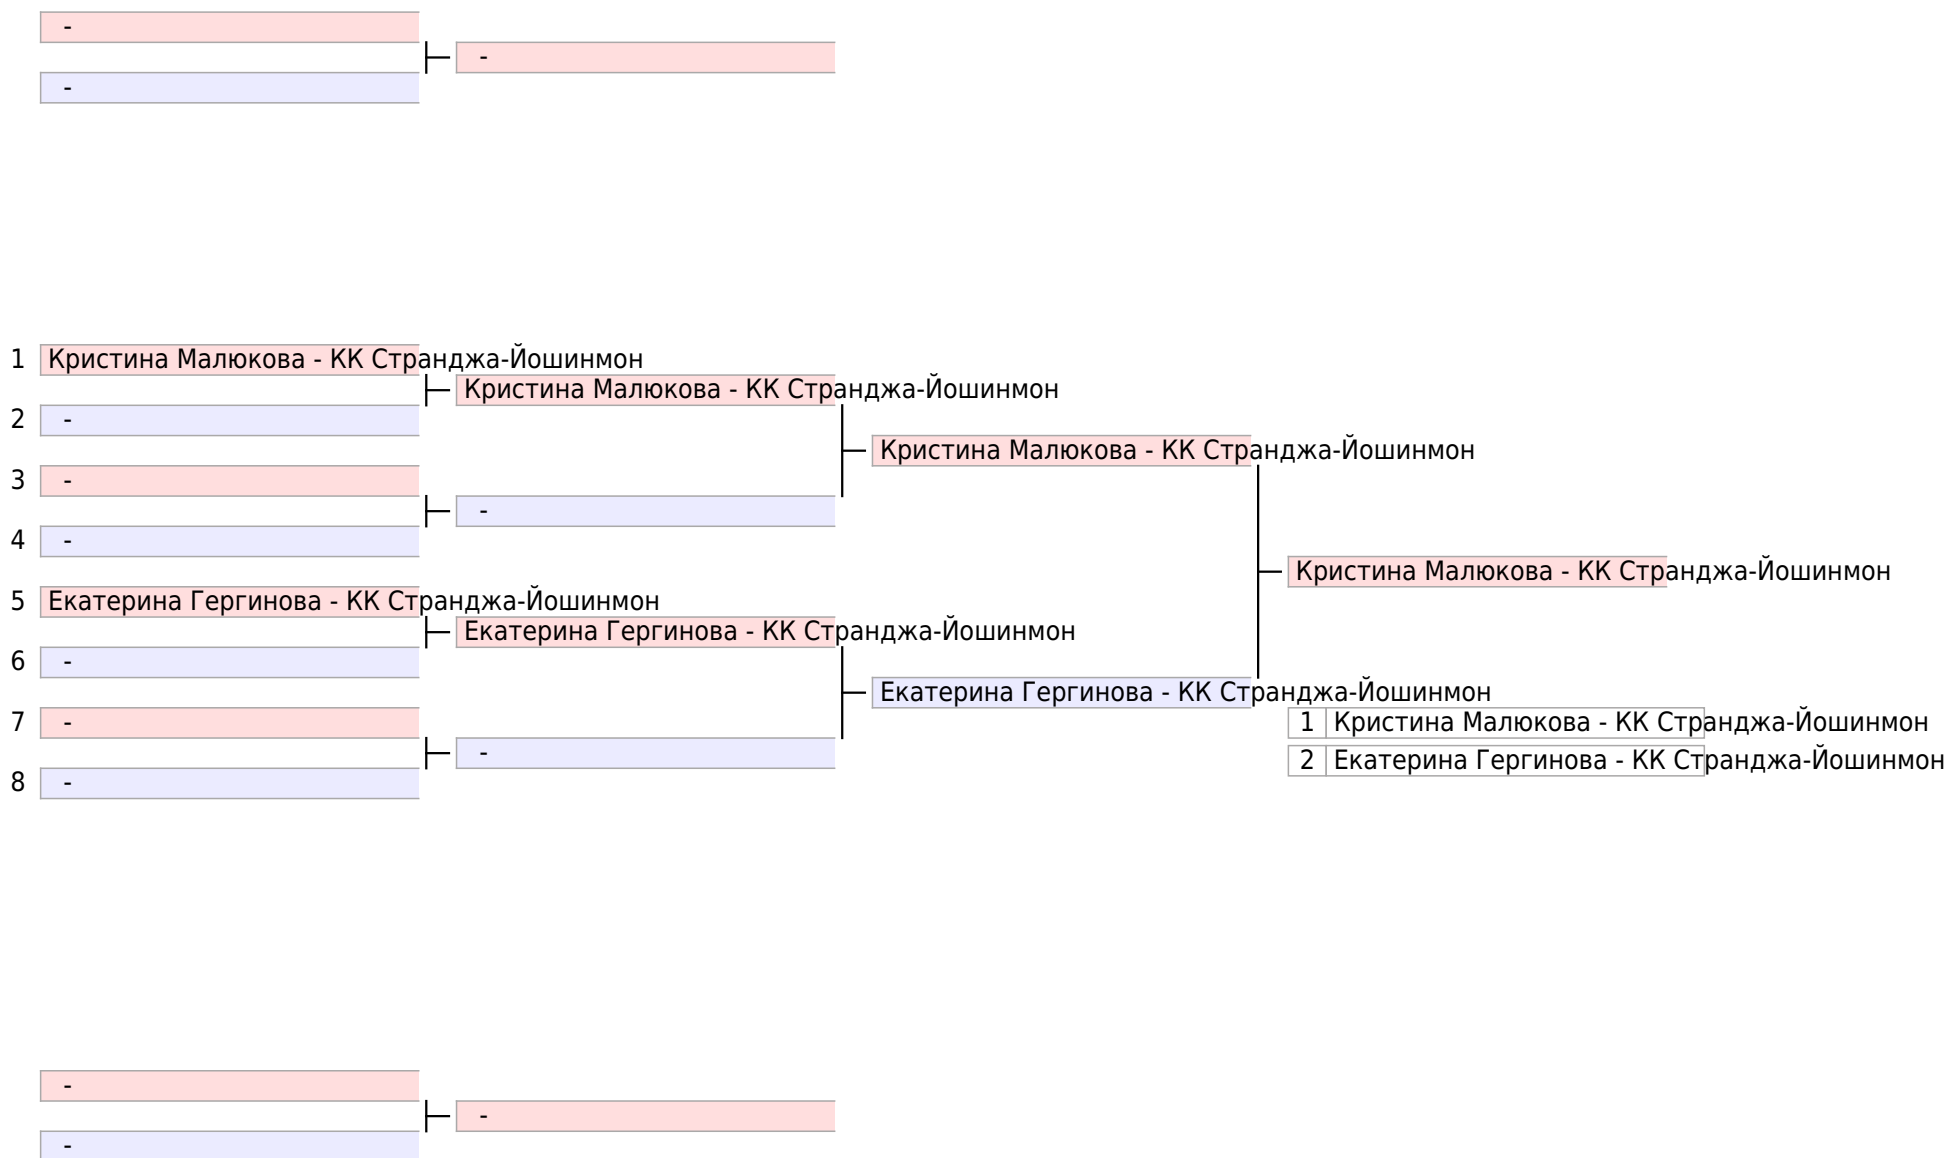 -
-
-
1 Кристина Малюкова - КК Странджа-Йошинмон
Кристина Малюкова - КК Странджа-Йошинмон
2 -
Кристина Малюкова - КК Странджа-Йошинмон
3 -
-
4 -
Кристина Малюкова - КК Странджа-Йошинмон
5 Екатерина Гергинова - КК Странджа-Йошинмон
Екатерина Гергинова - КК Странджа-Йошинмон
6 -
Екатерина Гергинова - КК Странджа-Йошинмон
7 -
1 Кристина Малюкова - КК Странджа-Йошинмон
-
2 Екатерина Гергинова - КК Странджа-Йошинмон
8 -
-
-
-